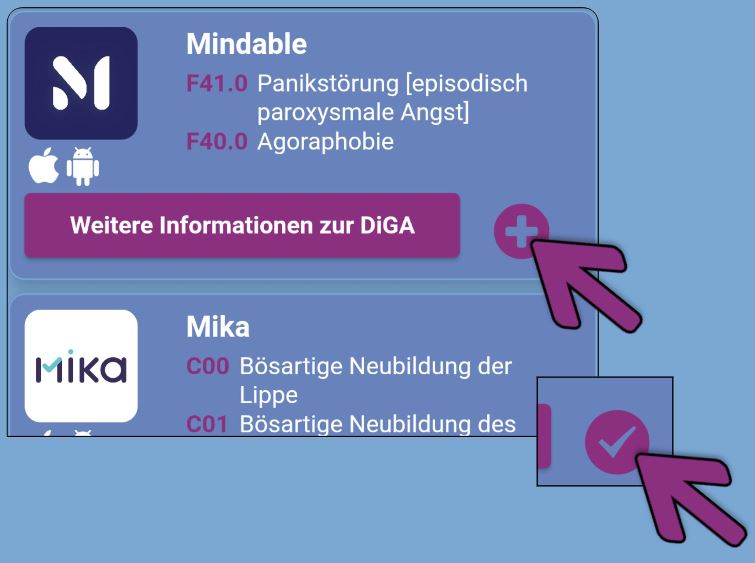 Mindable
F41.0 Panikstörung [episodisch
paroxysmale Angst]
F40.0 Agoraphobie
Weitere Informationen zur DiGA
Mika
mika
C00 Bösartige Neubildung der
Lippe
C01 Bösartige Neubildung des